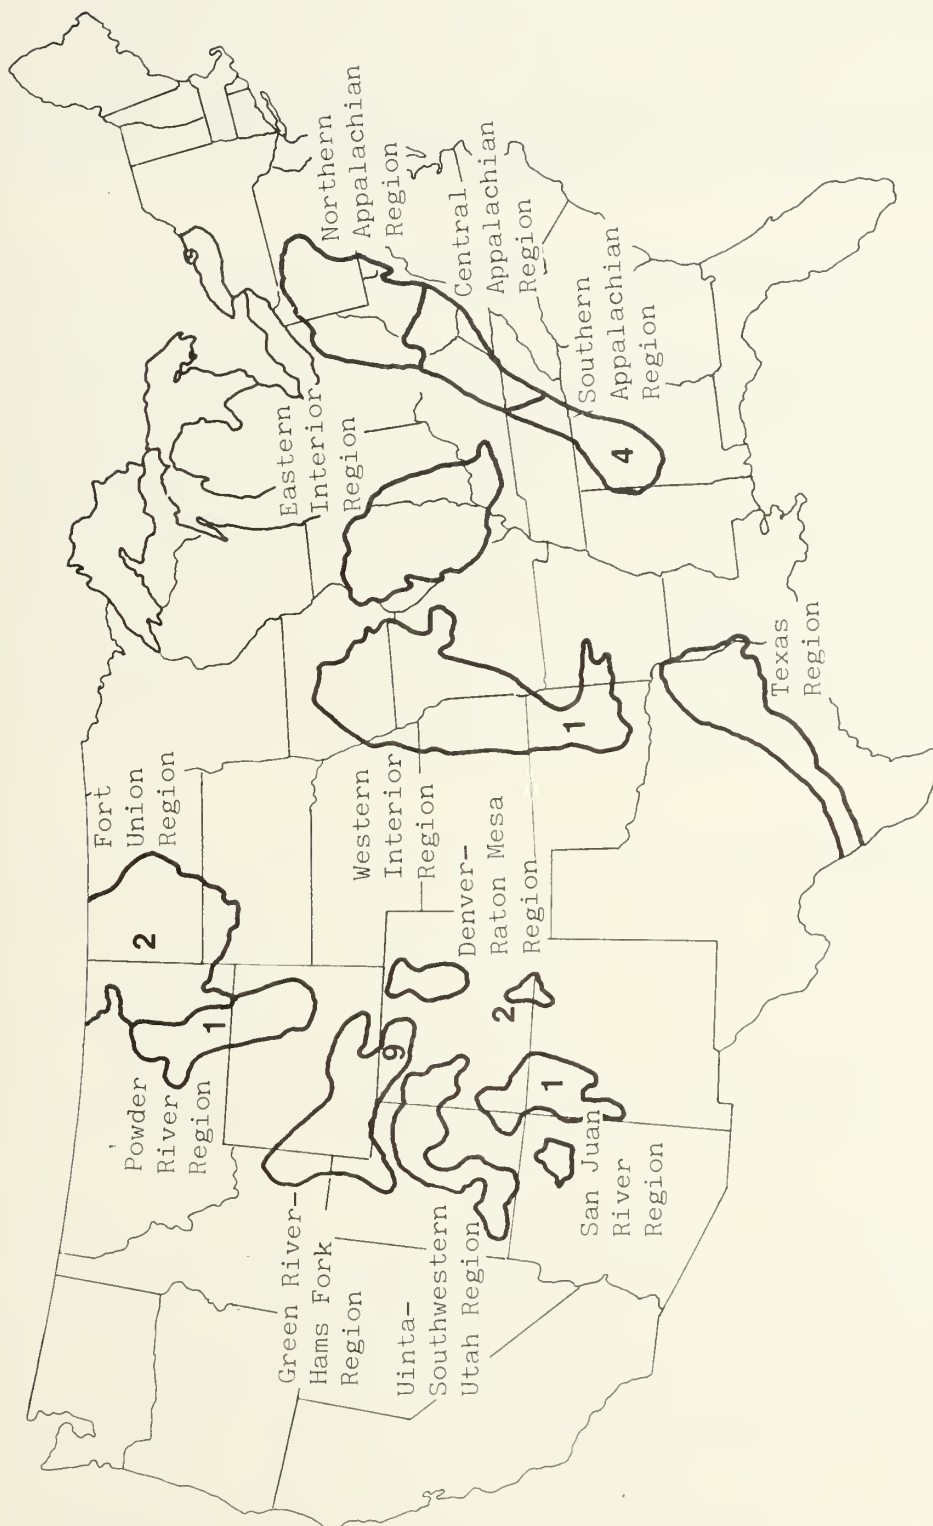 Fort
Union
Region
2
Powder
River
Region
1
Green River-
Hams Fork
Region
9
Uinta-
Southwestern
Utah Region
Denver-
Raton Mesa
Region
2
San Juan
River
Region
1
Western
Interior
Region
1
Texas
Region
Eastern
Interior
Region
Northern
Appalachian
Region
Central
Appalachian
Region
Southern
Appalachian
Region
4